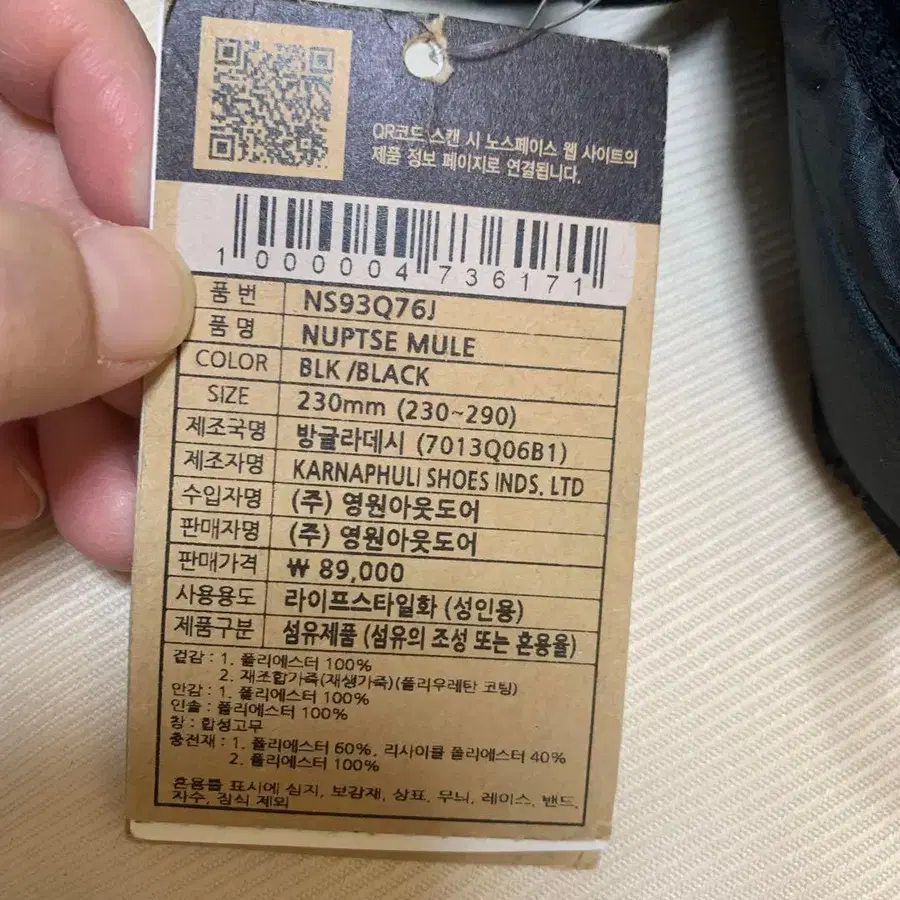 QR코드 스캔 시 노스페이스 웹 사이트의
제품 정보 페이지로 연결됩니다.
1000004736171
품 번 NS93Q76J
품 명 NUPTSE MULE
COLOR BLK /BLACK
SIZE 230mm (230~290)
제조국명 방글라데시 (7013Q06B1)
제조자명 KARNAPHULI SHOES INDS. LTD
수입자명 (주) 영원아웃도어
판매자명 (주) 영원아웃도어
판매가격 ₩ 89,000
사용용도 라이프스타일화 (성인용)
제품구분 섬유제품 (섬유의 조성 또는 혼용율)
겉감 : 1. 폴리에스터 100%
2. 재조합가죽(재생가죽)(폴리우레탄 코팅)
안감 : 1. 폴리에스터 100%
인솔 : 폴리에스터 100%
창 : 합성고무
충전재 : 1. 폴리에스터 60%, 리사이클 폴리에스터 40%
2. 폴리에스터 100%
혼용률 표시에 심지, 보강재, 상표, 무늬, 레이스, 밴드,
자수, 장식 제외